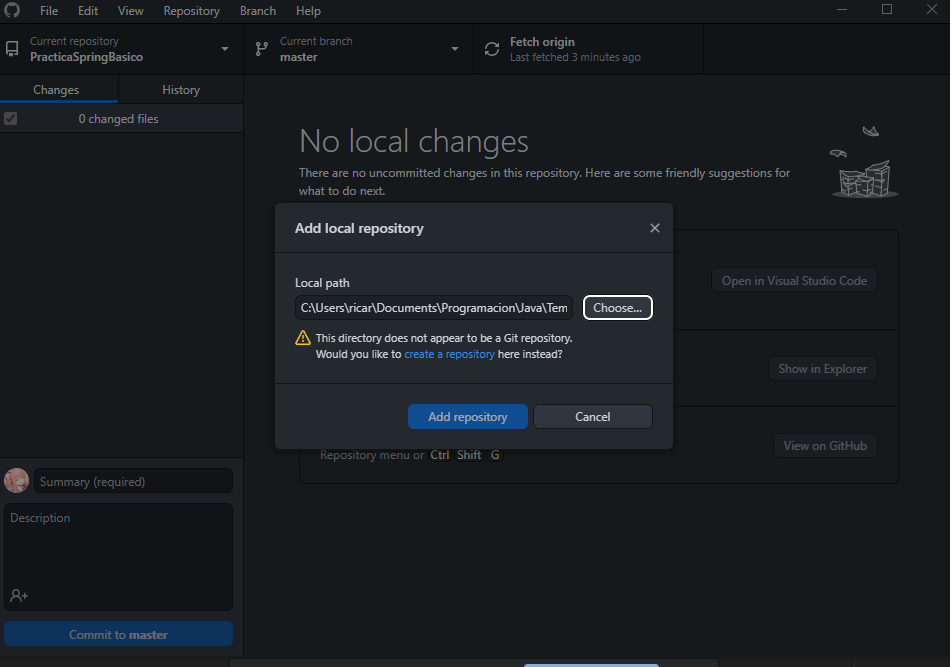 File Edit View Repository Branch Help
Current repository
PracticaSpringBasico
Current branch
master
Fetch origin
Last fetched 3 minutes ago
Changes History
0 changed files
No local changes
There are no uncommitted changes in this repository. Here are some friendly suggestions for
what to do next.
Add local repository
Local path
C:\Users\ricar\Documents\Programacion\Java\Tem
Choose...
This directory does not appear to be a Git repository.
Would you like to create a repository here instead?
Add repository
Cancel
Open in Visual Studio Code
Show in Explorer
View on GitHub
Repository menu or Ctrl Shift G
Summary (required)
Description
Commit to master